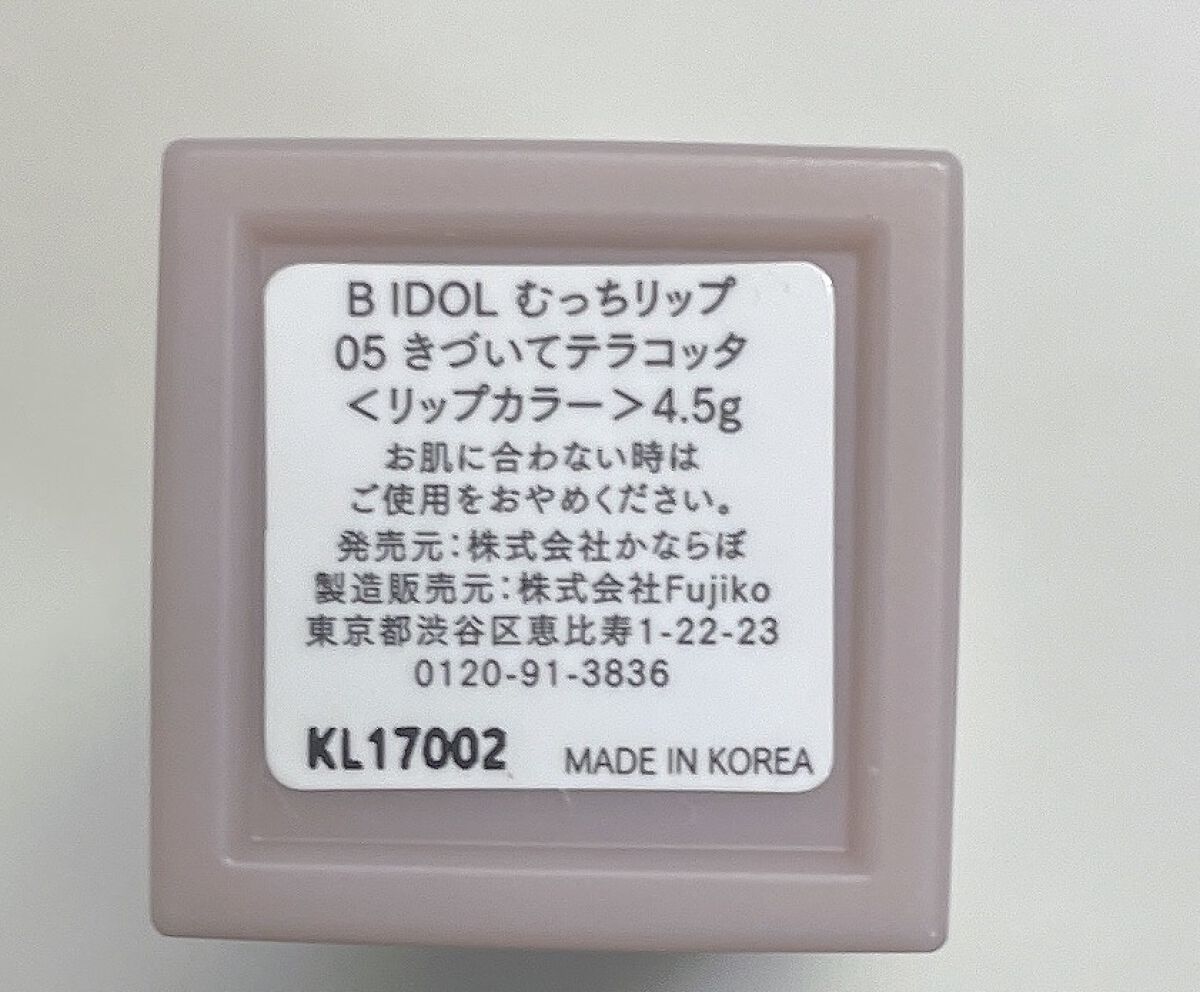 B IDOL むっちリップ
05 きづいてテラコッタ
＜リップカラー＞4.5g
お肌に合わない時は
ご使用をおやめください。
発売元：株式会社かならぼ
製造販売元：株式会社Fujiko
東京都渋谷区恵比寿1-22-23
0120-91-3836
KL17002 MADE IN KOREA